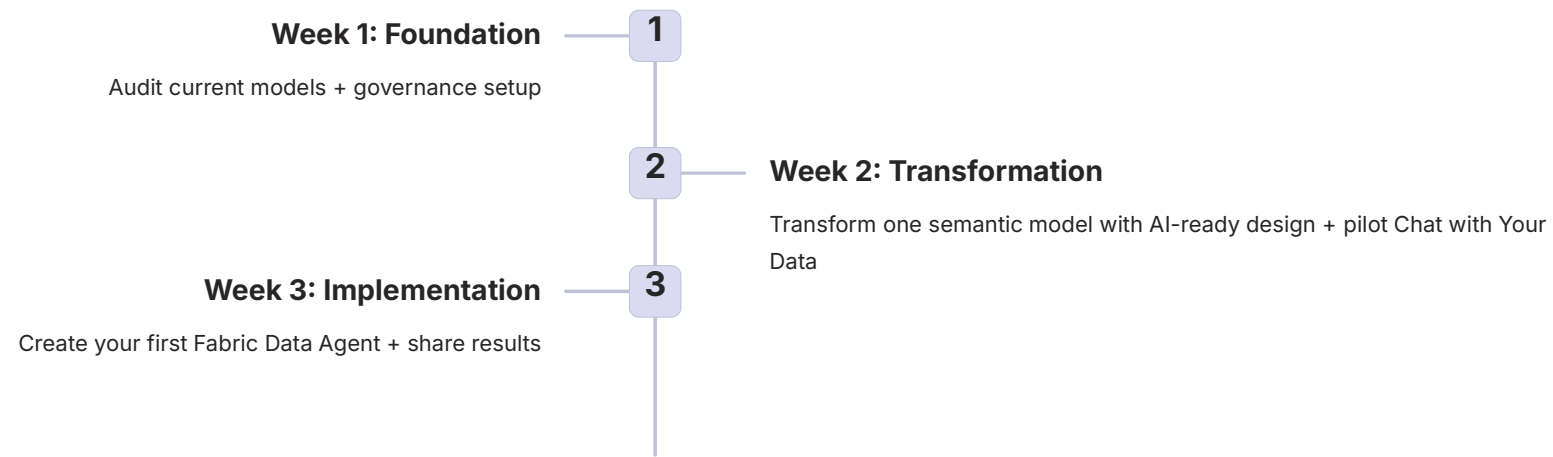 1
Week 1: Foundation
Audit current models + governance setup
2
Week 2: Transformation
Transform one semantic model with AI-ready design + pilot Chat with Your
Data
3
Week 3: Implementation
Create your first Fabric Data Agent + share results